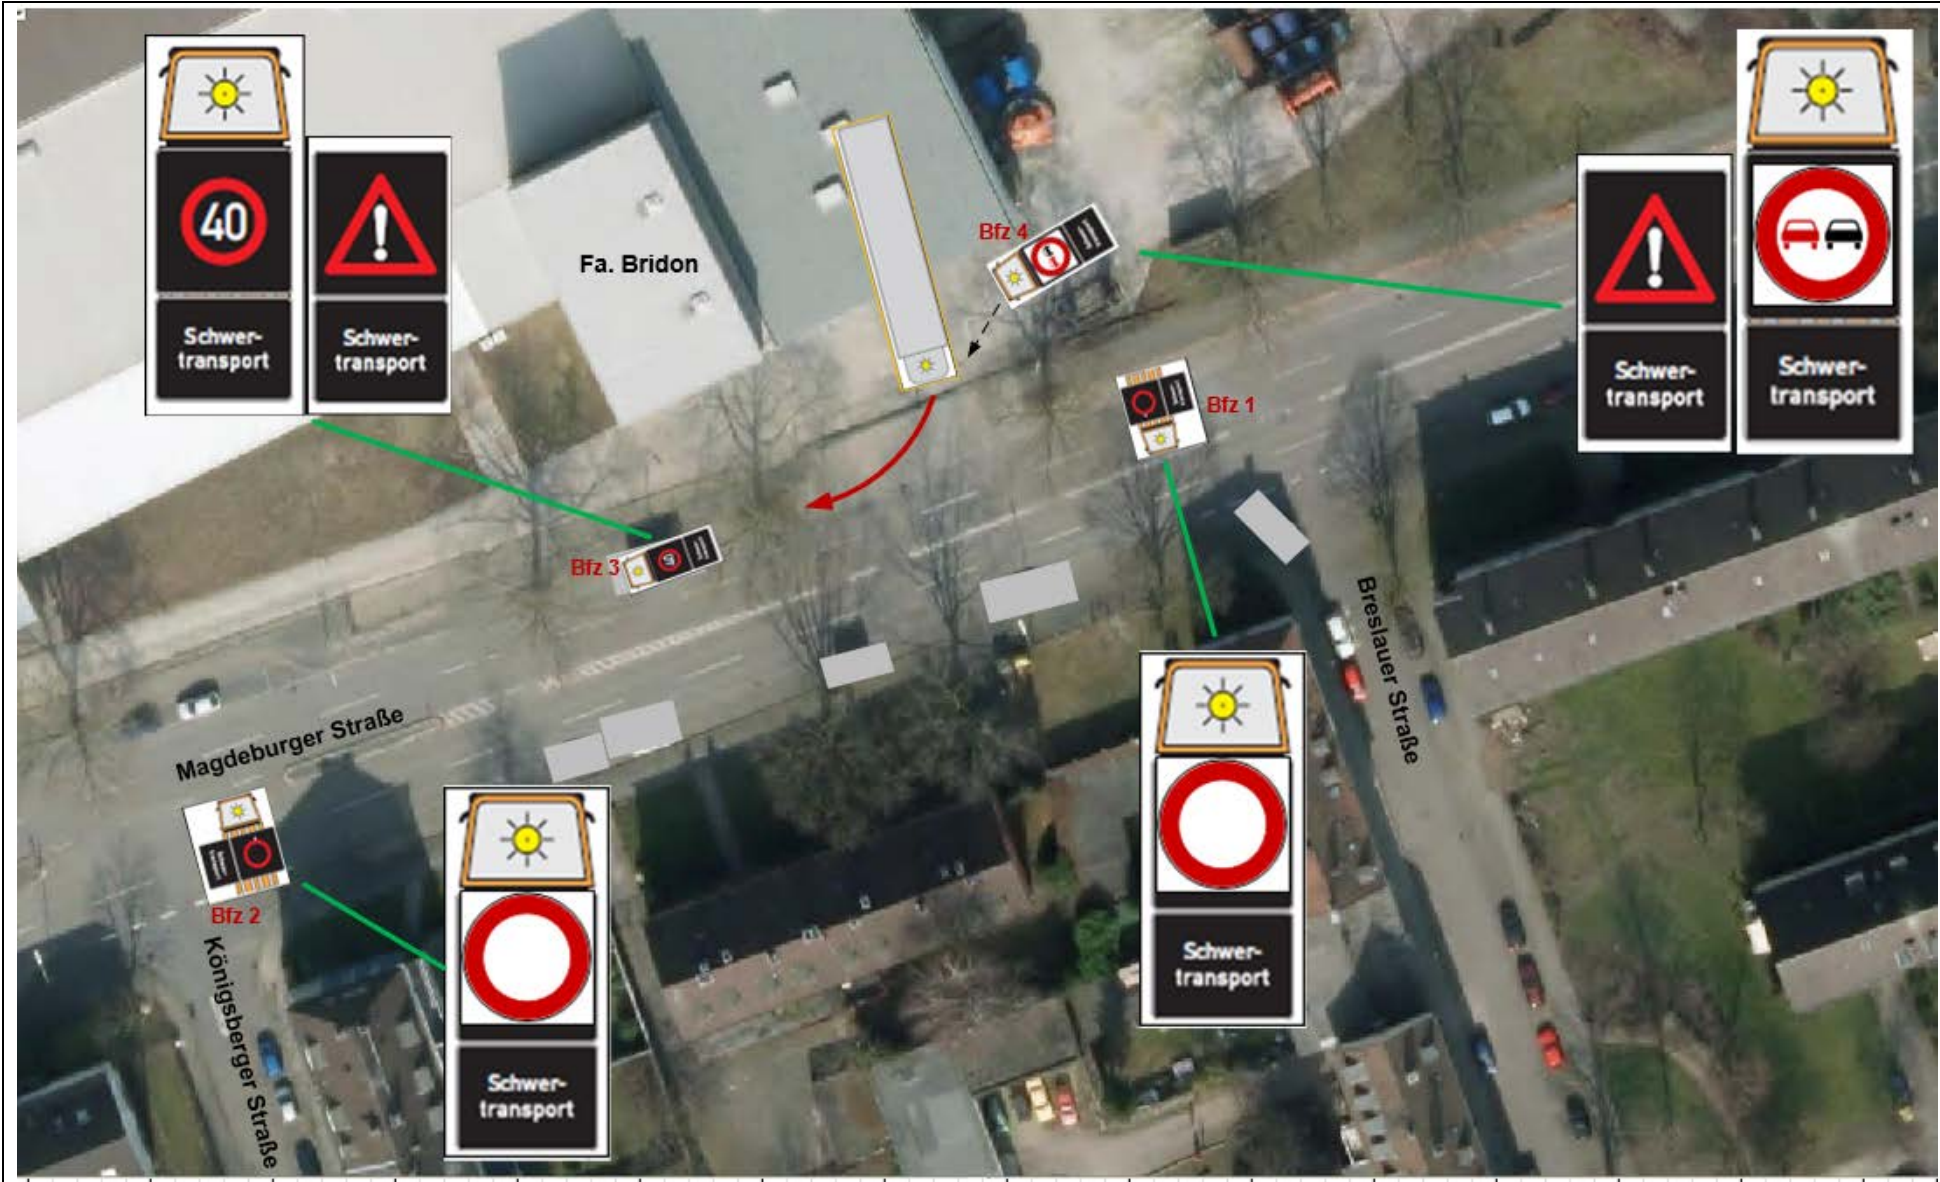 40
Schwer-
transport
Schwer-
transport
Fa. Bridon
Bfz 4
Schwer-
transport
Schwer-
transport
Bfz 1
Bfz 3
Breslauer Straße
Magdeburger Straße
Bfz 2
Königsberger Straße
Schwer-
transport
Schwer-
transport